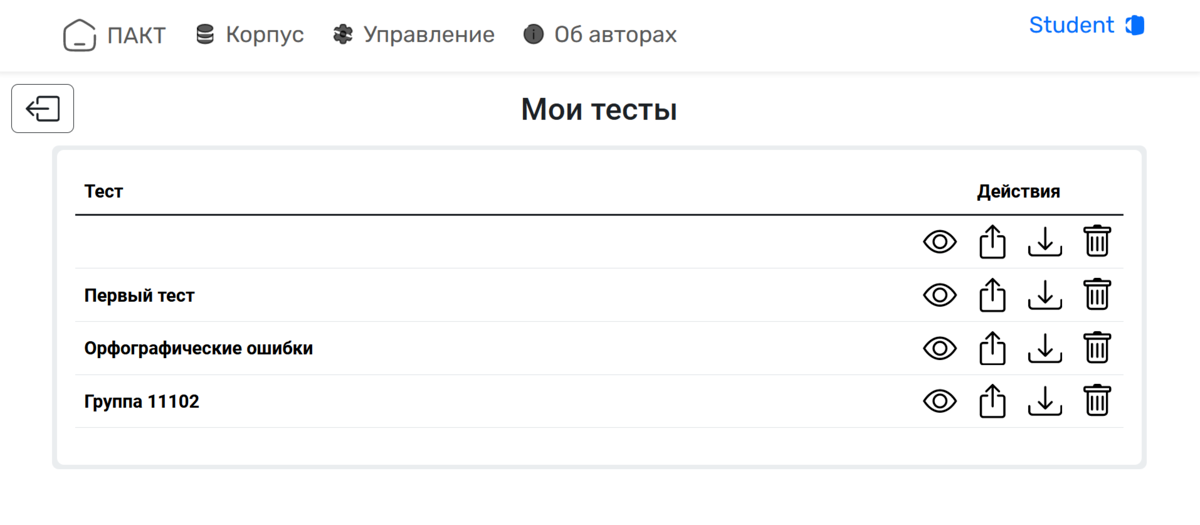 ПАКТ Корпус Управление Об авторах Student
Мои тесты
Тест Действия
Первый тест
Орфографические ошибки
Группа 11102